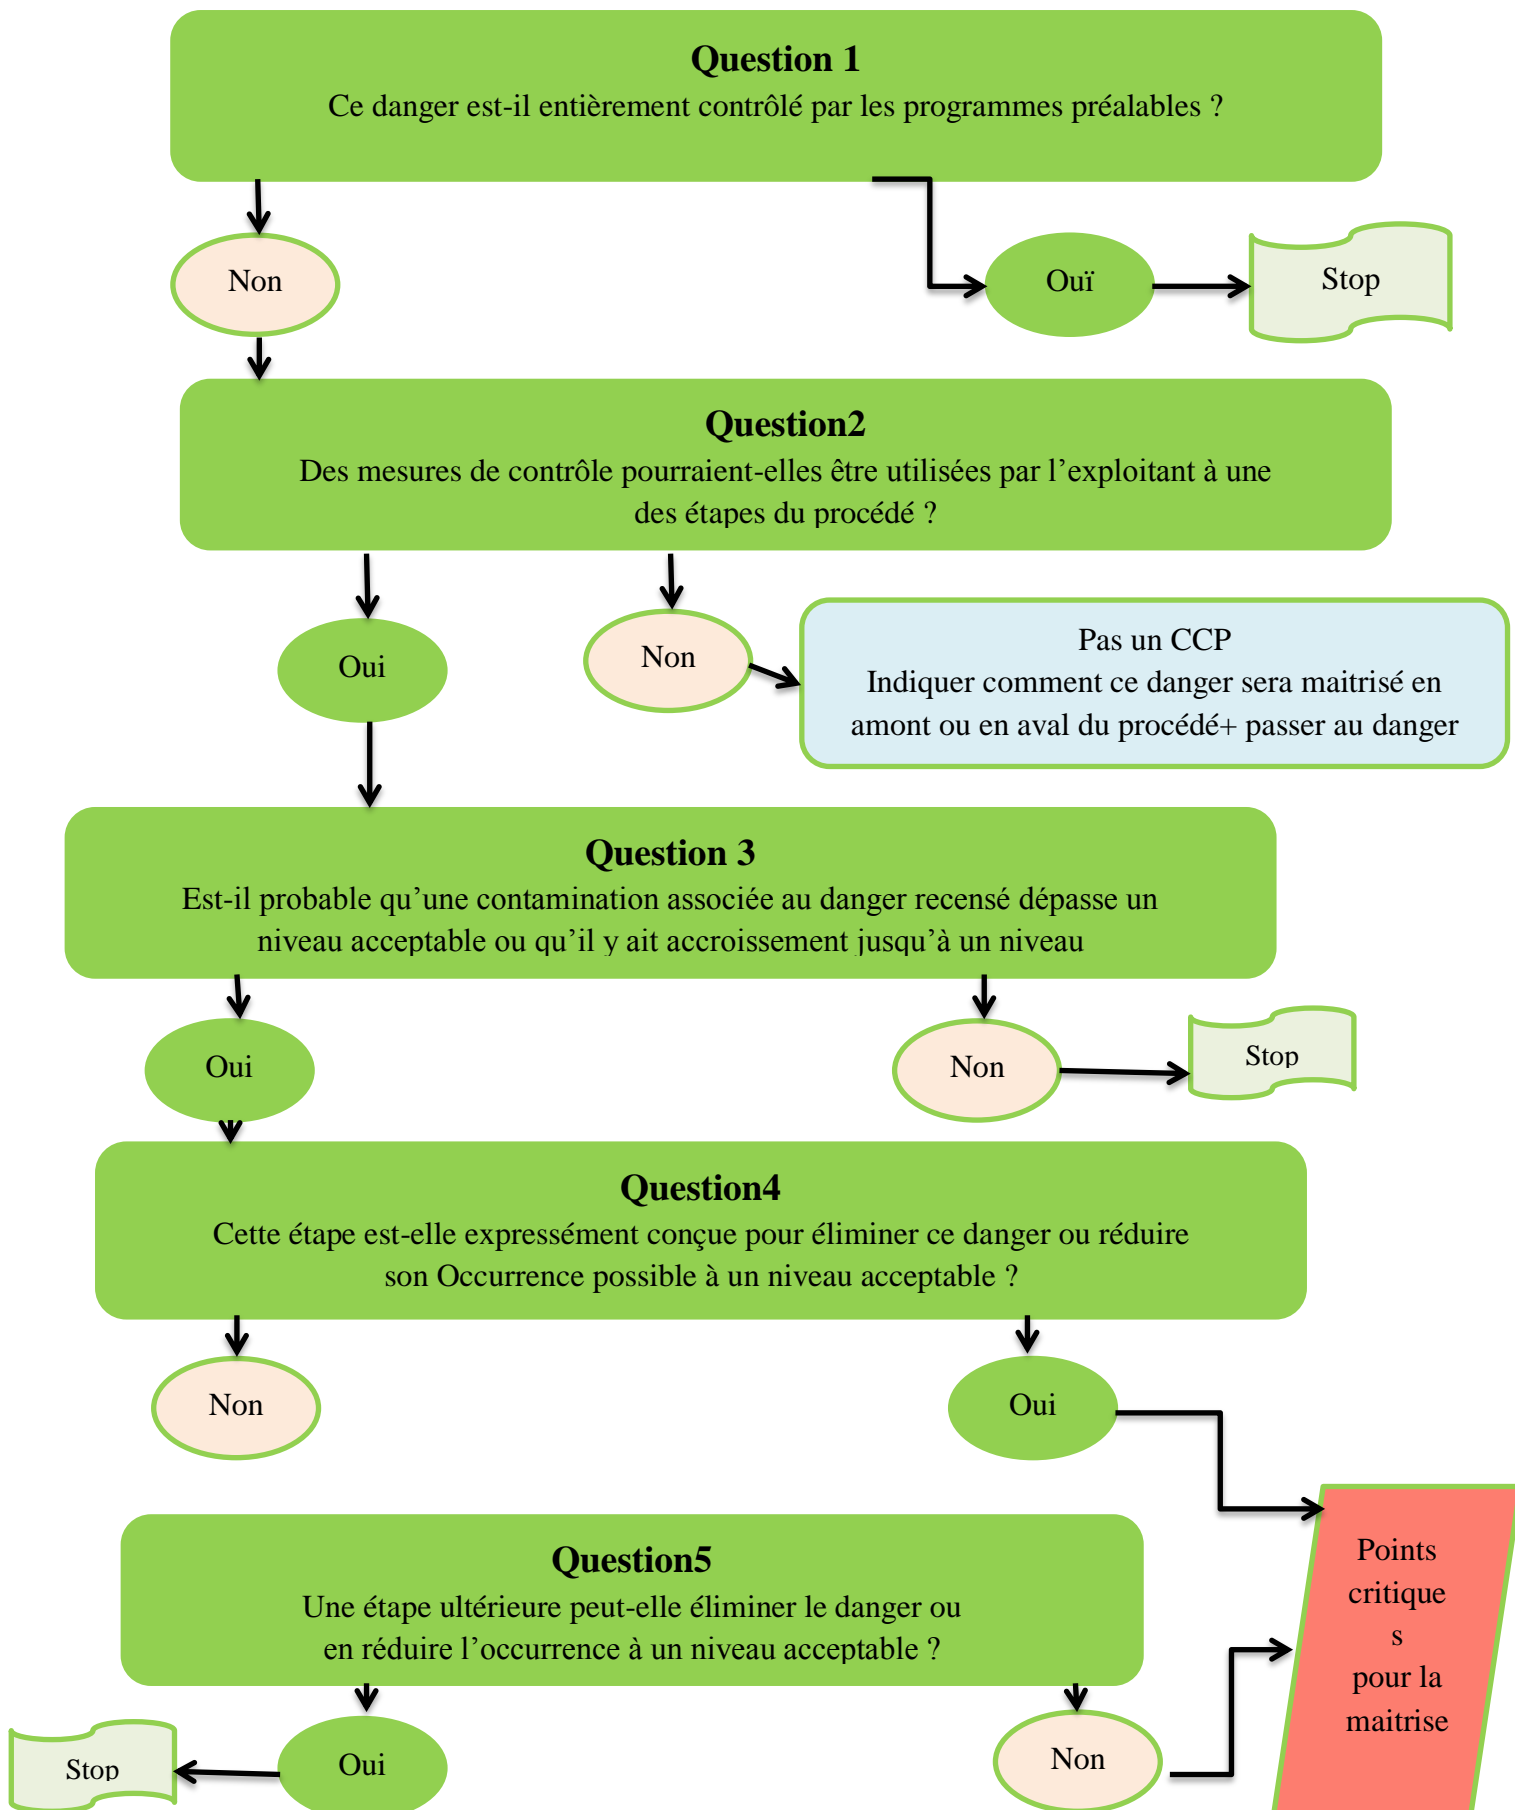 Question 1
Ce danger est-il entièrement contrôlé par les programmes préalables ?
Non
Ouï
Stop
Question2
Des mesures de contrôle pourraient-elles être utilisées par l’exploitant à une
des étapes du procédé ?
Oui
Non
Pas un CCP
Indiquer comment ce danger sera maitrisé en
amont ou en aval du procédé+ passer au danger
Question 3
Est-il probable qu’une contamination associée au danger recensé dépasse un
niveau acceptable ou qu’il y ait accroissement jusqu’à un niveau
Oui
Non
Stop
Question4
Cette étape est-elle expressément conçue pour éliminer ce danger ou réduire
son Occurrence possible à un niveau acceptable ?
Non
Oui
Question5
Une étape ultérieure peut-elle éliminer le danger ou
en réduire l’occurrence à un niveau acceptable ?
Points
critique
s
pour la
maitrise
Stop
Oui
Non